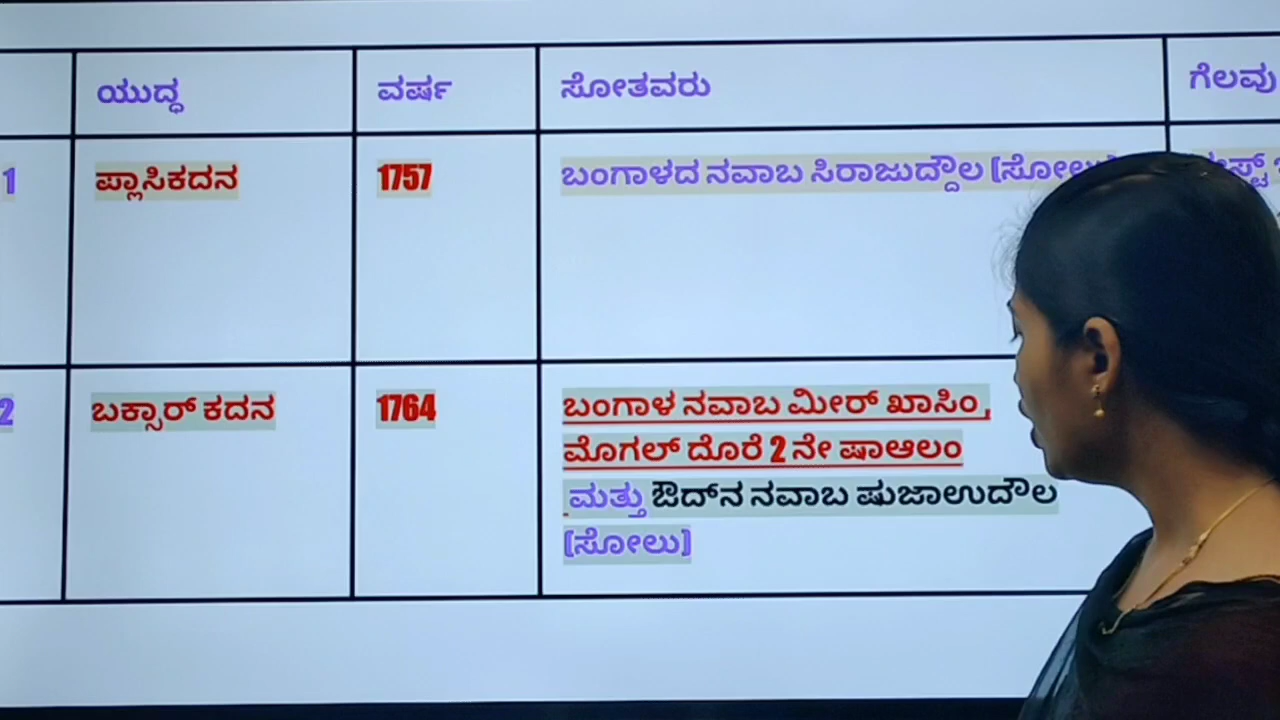 ಯುದ್ಧ ವರ್ಷ ಸೋತವರು ಗೆಲವು
1 ಪ್ಲಾಸಿಕದನ 1757 ಬಂಗಾಳದ ನವಾಬ ಸಿರಾಜುದ್ದೌಲ
2 ಬಕ್ಸಾರ್ ಕದನ 1764 ಬಂಗಾಳ ನವಾಬ ಮೀರ್ ಖಾಸಿಂ ,
ಮೊಗಲ್ ದೊರೆ 2 ನೇ ಷಾಆಲಂ
ಮತ್ತು ಔದ್‌ನ ನವಾಬ ಷುಜಾಉದೌಲ
(ಸೋಲು)